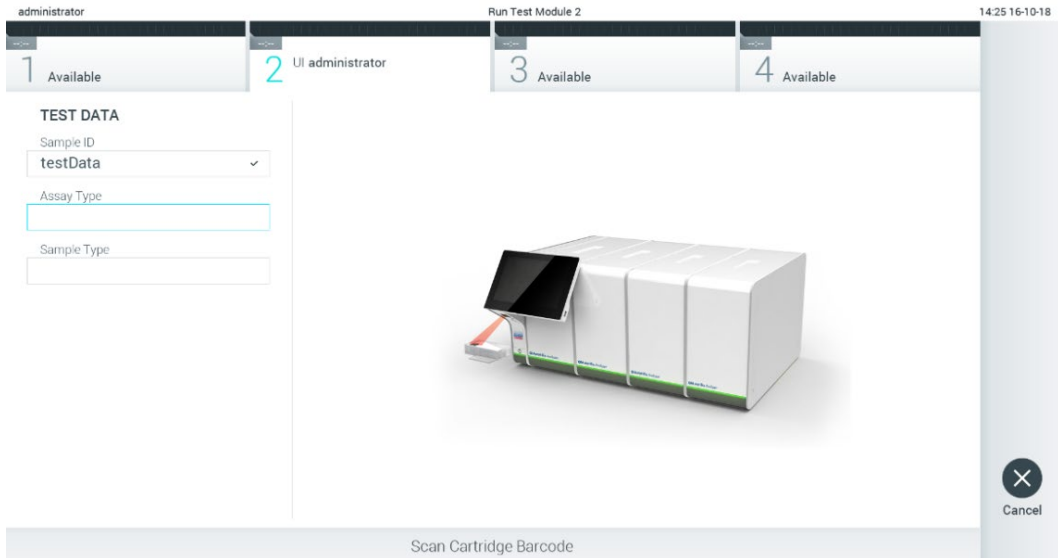 administrator Run Test Module 2 14:25 16-10-18
--:-- --:-- --:-- --:--
1 Available 2 UI administrator 3 Available 4 Available
TEST DATA
Sample ID
testData
Assay Type
Sample Type
Cancel
Scan Cartridge Barcode